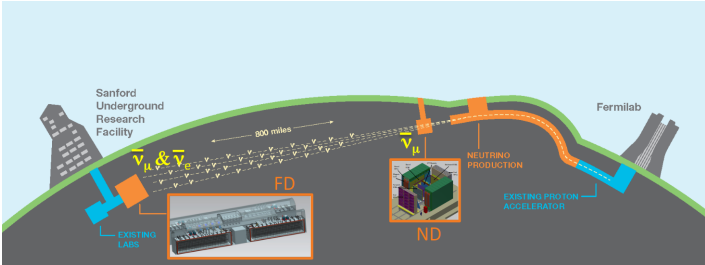 Sanford
Underground
Research
Facility
Fermilab
800 miles
ν̅μ & ν̅e
ν̅μ
NEUTRINO
PRODUCTION
FD
EXISTING PROTON
ACCELERATOR
EXISTING
LABS
ND